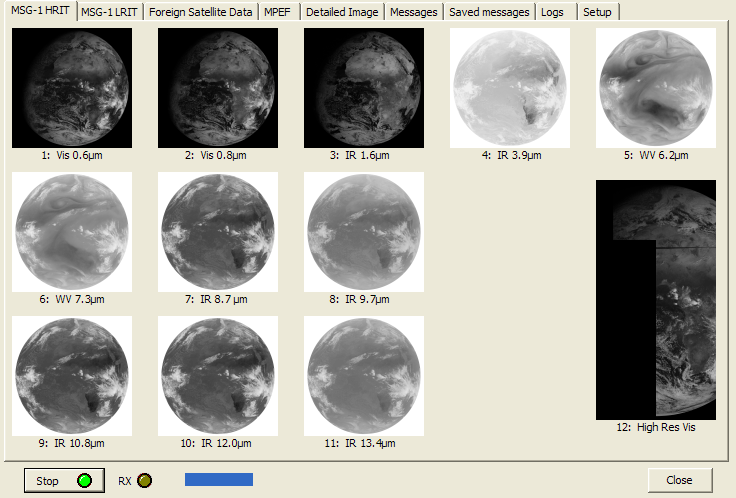 MSG-1 HRIT MSG-1 LRIT Foreign Satellite Data MPEF Detailed Image Messages Saved messages Logs Setup
1: Vis 0.6µm 2: Vis 0.8µm 3: IR 1.6µm 4: IR 3.9µm 5: WV 6.2µm
6: WV 7.3µm 7: IR 8.7 µm 8: IR 9.7µm
12: High Res Vis
9: IR 10.8µm 10: IR 12.0µm 11: IR 13.4µm
Stop RX Close